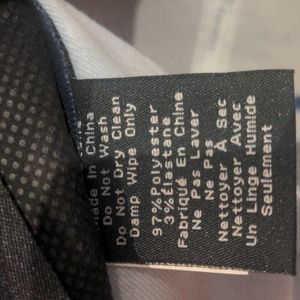 Made In China
Do Not Wash
Do Not Dry Clean
Damp Wipe Only
97%Polyester
3%Élastane
Fabriqué En Chine
Ne Pas Laver
Ne Pas
Nettoyer À Sec
Nettoyer Avec
Un Linge Humide
Seulement